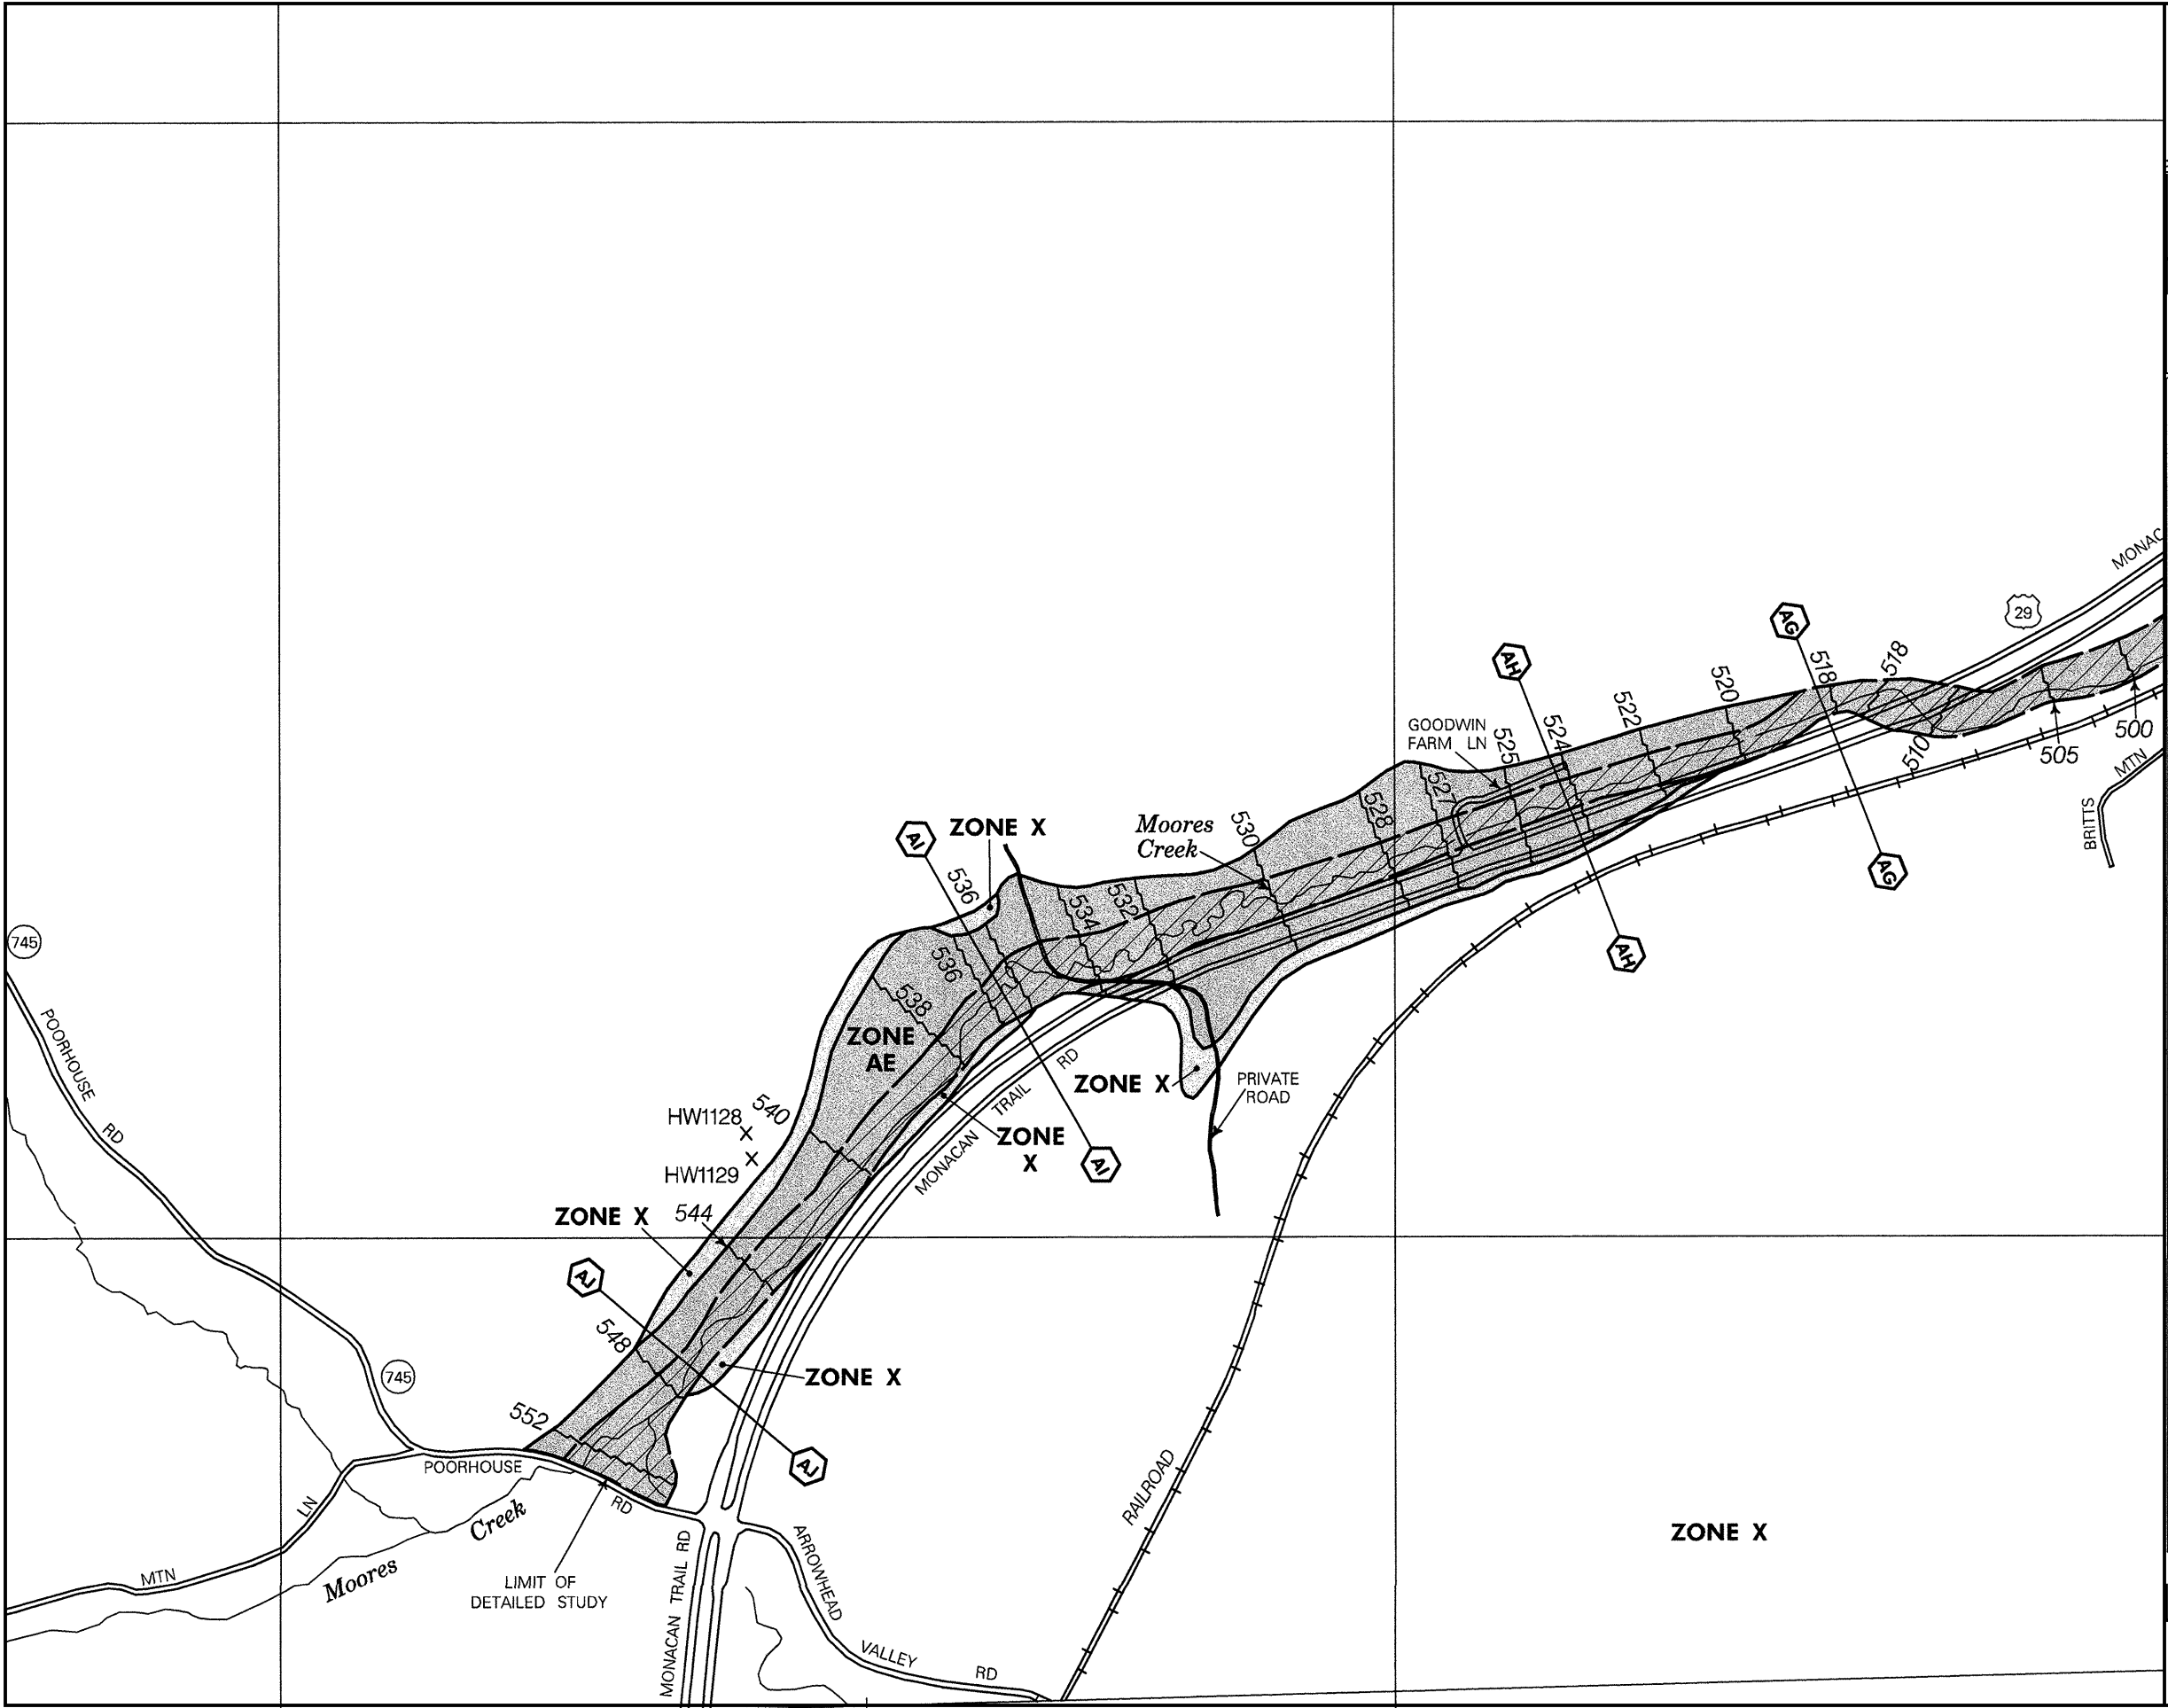 MONAC
29
AG
518
518
AH
520
522
GOODWIN
FARM LN
524
525
500
505
510
MTN
BRITTS
527
528
530
Moores
Creek
ZONE X
AI
536
532
534
AG
AH
745
536
538
ZONE
AE
POORHOUSE
RD
HW1128
540
HW1129
ZONE X
PRIVATE
ROAD
MONACAN TRAIL RD
ZONE
X
AI
ZONE X
544
AJ
548
ZONE X
745
552
POORHOUSE
RD
AJ
LN
MTN
Moores Creek
LIMIT OF
DETAILED STUDY
MONACAN TRAIL RD
ARROWHEAD
VALLEY RD
RAILROAD
ZONE X